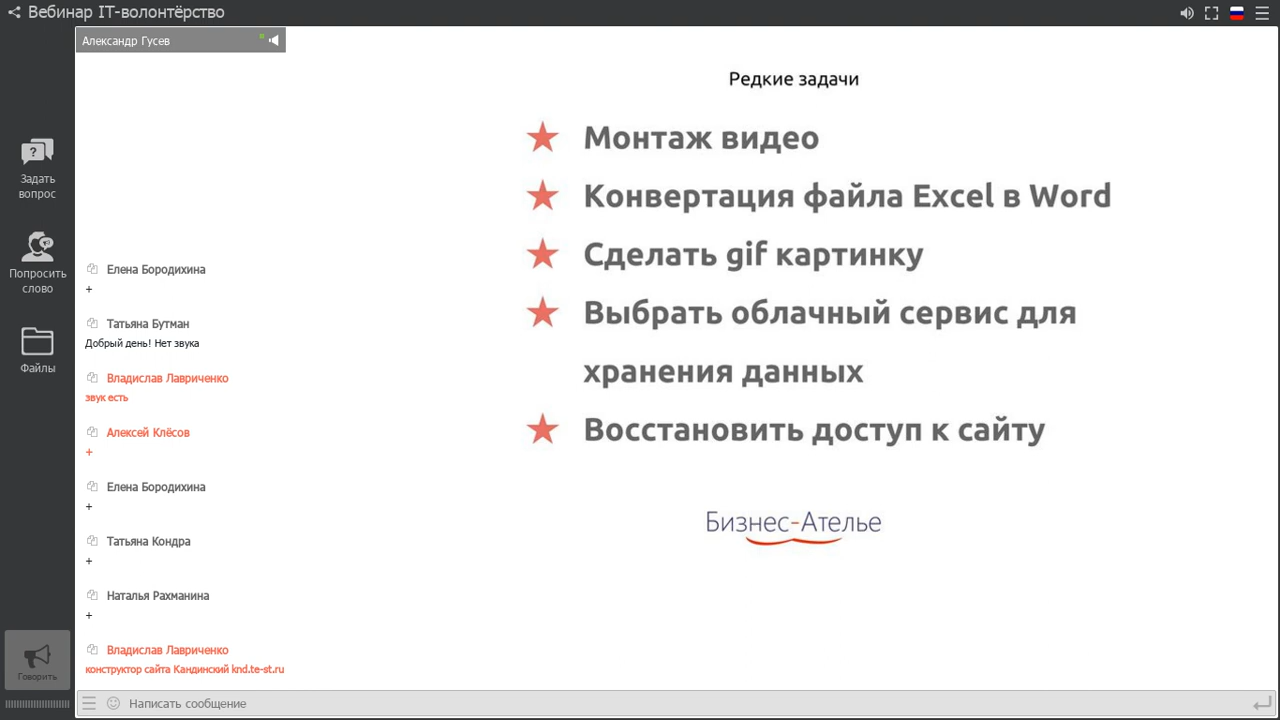 Вебинар IT-волонтёрство
Александр Гусев
Задать
вопрос
Попросить
слово
Файлы
Говорить
Елена Бородихина
+
Татьяна Бутман
Добрый день! Нет звука
Владислав Лавриченко
звук есть
Алексей Клёсов
+
Елена Бородихина
+
Татьяна Кондра
+
Наталья Рахманина
+
Владислав Лавриченко
конструктор сайта Кандинский knd.te-st.ru
Написать сообщение
Редкие задачи
Монтаж видео
Конвертация файла Excel в Word
Сделать gif картинку
Выбрать облачный сервис для
хранения данных
Восстановить доступ к сайту
Бизнес-Ателье